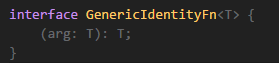 interface GenericIdentityFn<T> {
    (arg: T): T;
}